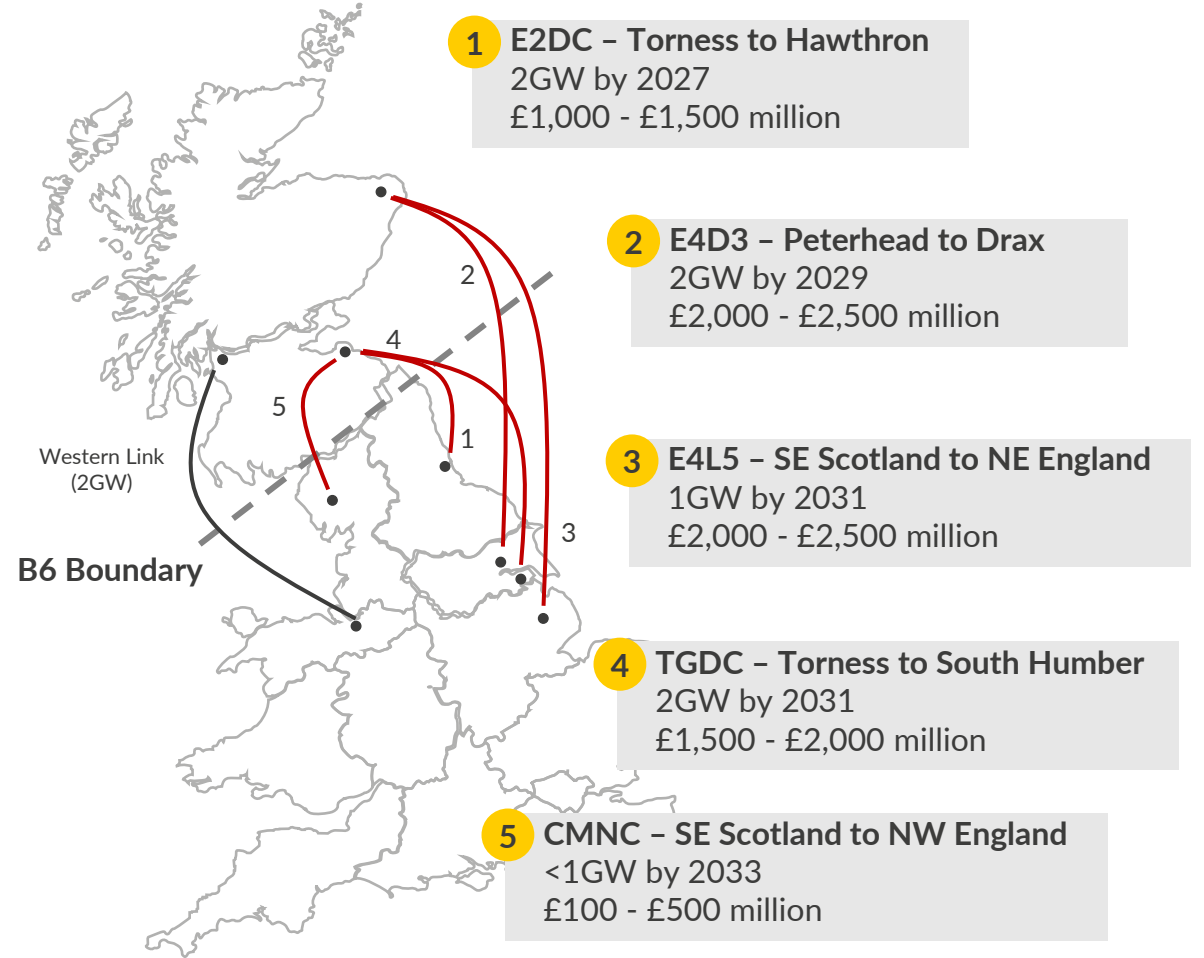 1
E2DC – Torness to Hawthron
2GW by 2027
£1,000 - £1,500 million
2
E4D3 – Peterhead to Drax
2GW by 2029
£2,000 - £2,500 million
2
4
5
1
Western Link
(2GW)
3
B6 Boundary
3
E4L5 – SE Scotland to NE England
1GW by 2031
£2,000 - £2,500 million
4
TGDC – Torness to South Humber
2GW by 2031
£1,500 - £2,000 million
5
CMNC – SE Scotland to NW England
<1GW by 2033
£100 - £500 million